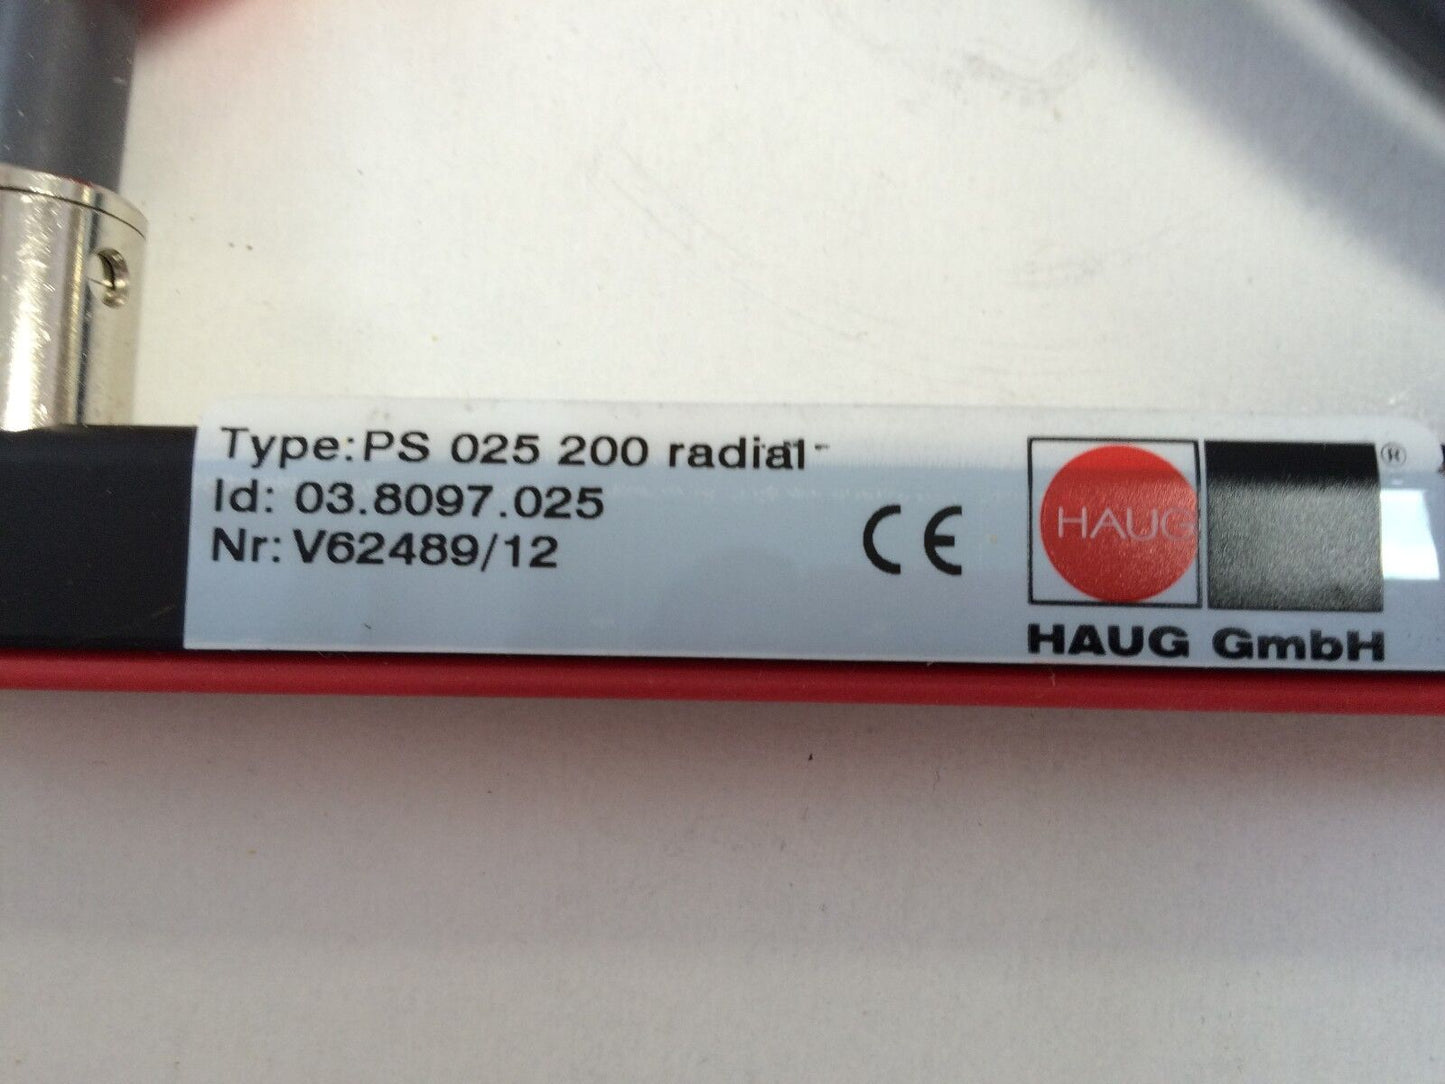 Type: PS 025 200 radial
Id: 03.8097.025
Nr: V62489/12
CE
HAUG
®
HAUG GmbH